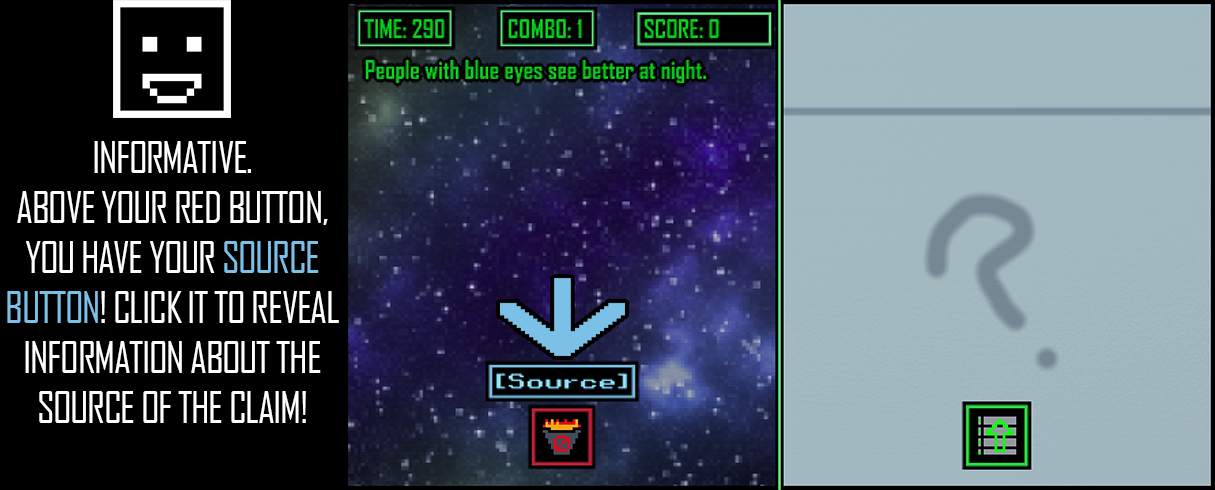 INFORMATIVE.
ABOVE YOUR RED BUTTON,
YOU HAVE YOUR SOURCE
BUTTON! CLICK IT TO REVEAL
INFORMATION ABOUT THE
SOURCE OF THE CLAIM!
TIME: 290
COMBO: 1
SCORE: 0
People with blue eyes see better at night.
[Source]